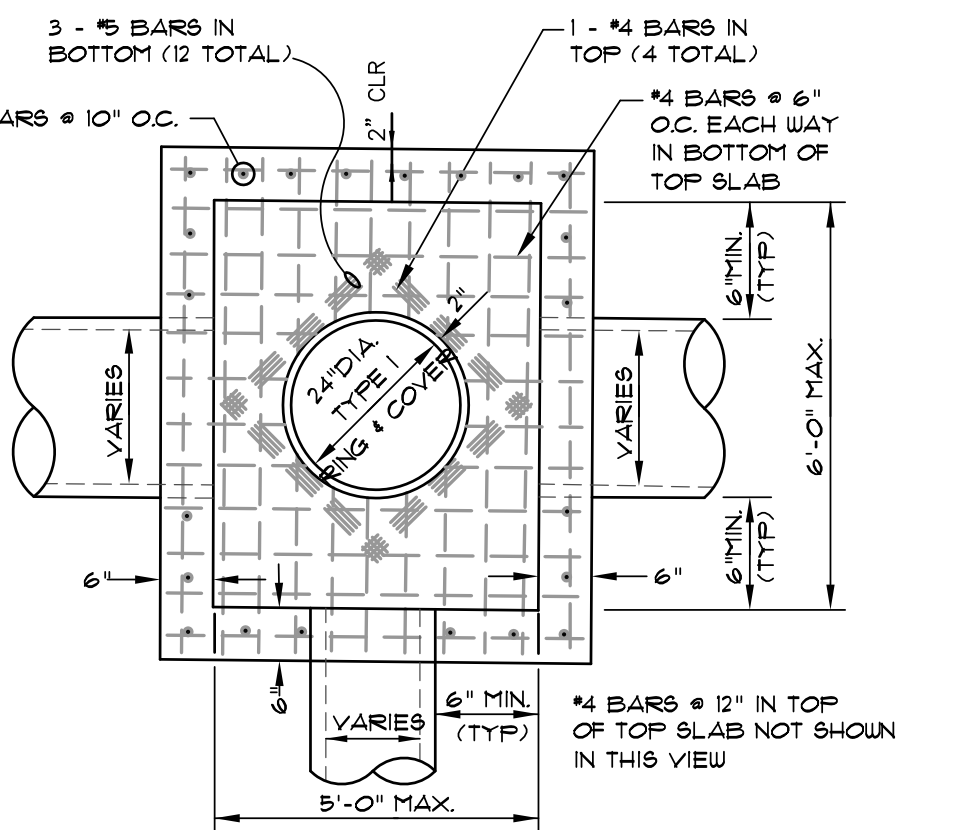 3 - #5 BARS IN
BOTTOM (12 TOTAL)
1 - #4 BARS IN
TOP (4 TOTAL)
2" CLR
#4 BARS @ 6"
O.C. EACH WAY
IN BOTTOM OF
TOP SLAB
ARS @ 10" O.C.
6" MIN.
(TYP)
2"
24" DIA.
TYPE I
RING & COVER
VARIES
VARIES
6'-0" MAX.
6" MIN.
(TYP)
6"
6"
6"
6" MIN.
(TYP)
VARIES
#4 BARS @ 12" IN TOP
OF TOP SLAB NOT SHOWN
IN THIS VIEW
5'-0" MAX.